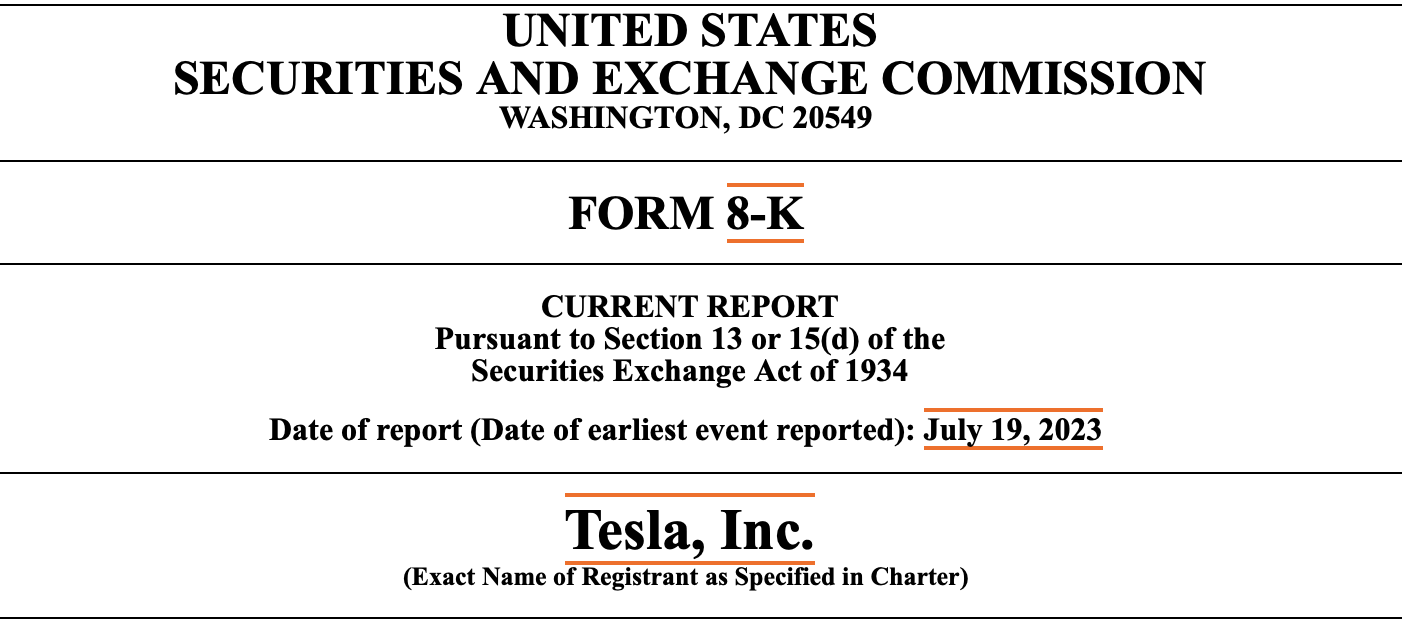 UNITED STATES
SECURITIES AND EXCHANGE COMMISSION
WASHINGTON, DC 20549
FORM 8-K
CURRENT REPORT
Pursuant to Section 13 or 15(d) of the
Securities Exchange Act of 1934
Date of report (Date of earliest event reported): July 19, 2023
Tesla, Inc.
(Exact Name of Registrant as Specified in Charter)